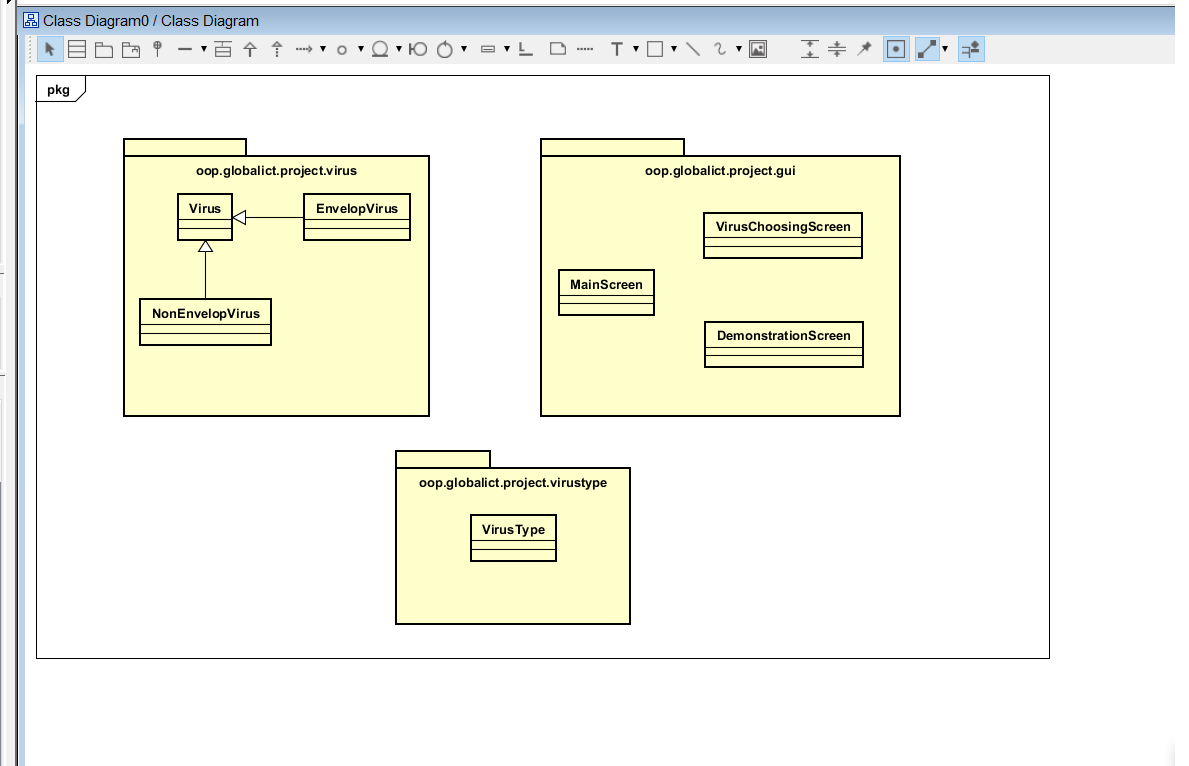 Class Diagram0 / Class Diagram
pkg
oop.globalict.project.virus
Virus
EnvelopVirus
NonEnvelopVirus
oop.globalict.project.gui
VirusChoosingScreen
MainScreen
DemonstrationScreen
oop.globalict.project.virustype
VirusType